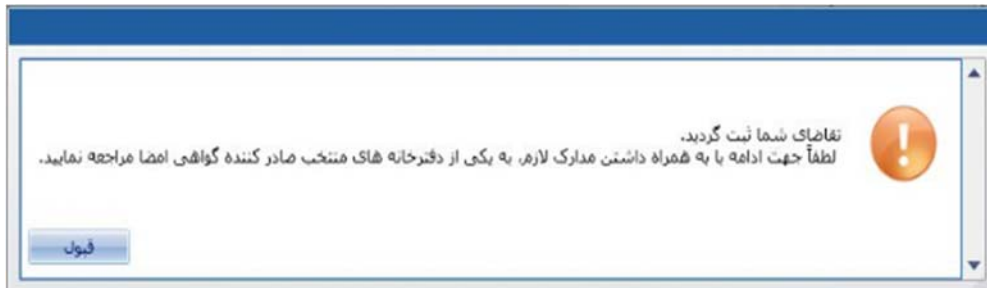 تقاضای شما ثبت گردید.
لطفاً جهت ادامه با به همراه داشتن مدارک لازم، به یکی از دفترخانه های منتخب صادر کننده گواهی امضا مراجعه نمایید.
قبول